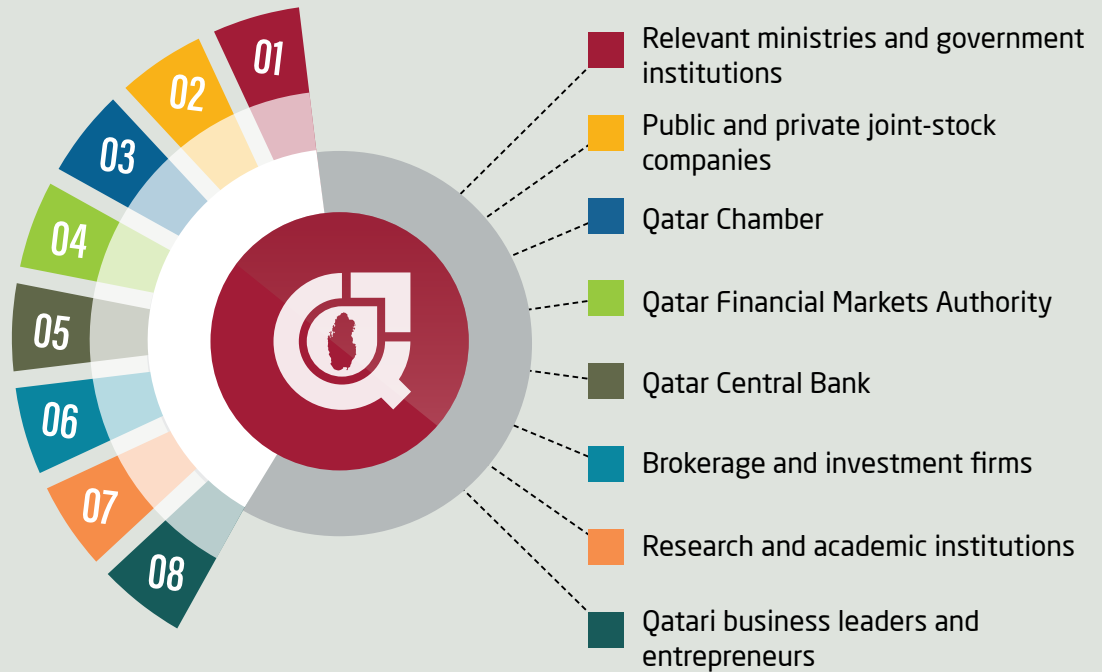 01
02
03
04
05
06
07
08
Relevant ministries and government
institutions
Public and private joint-stock
companies
Qatar Chamber
Qatar Financial Markets Authority
Qatar Central Bank
Brokerage and investment firms
Research and academic institutions
Qatari business leaders and
entrepreneurs